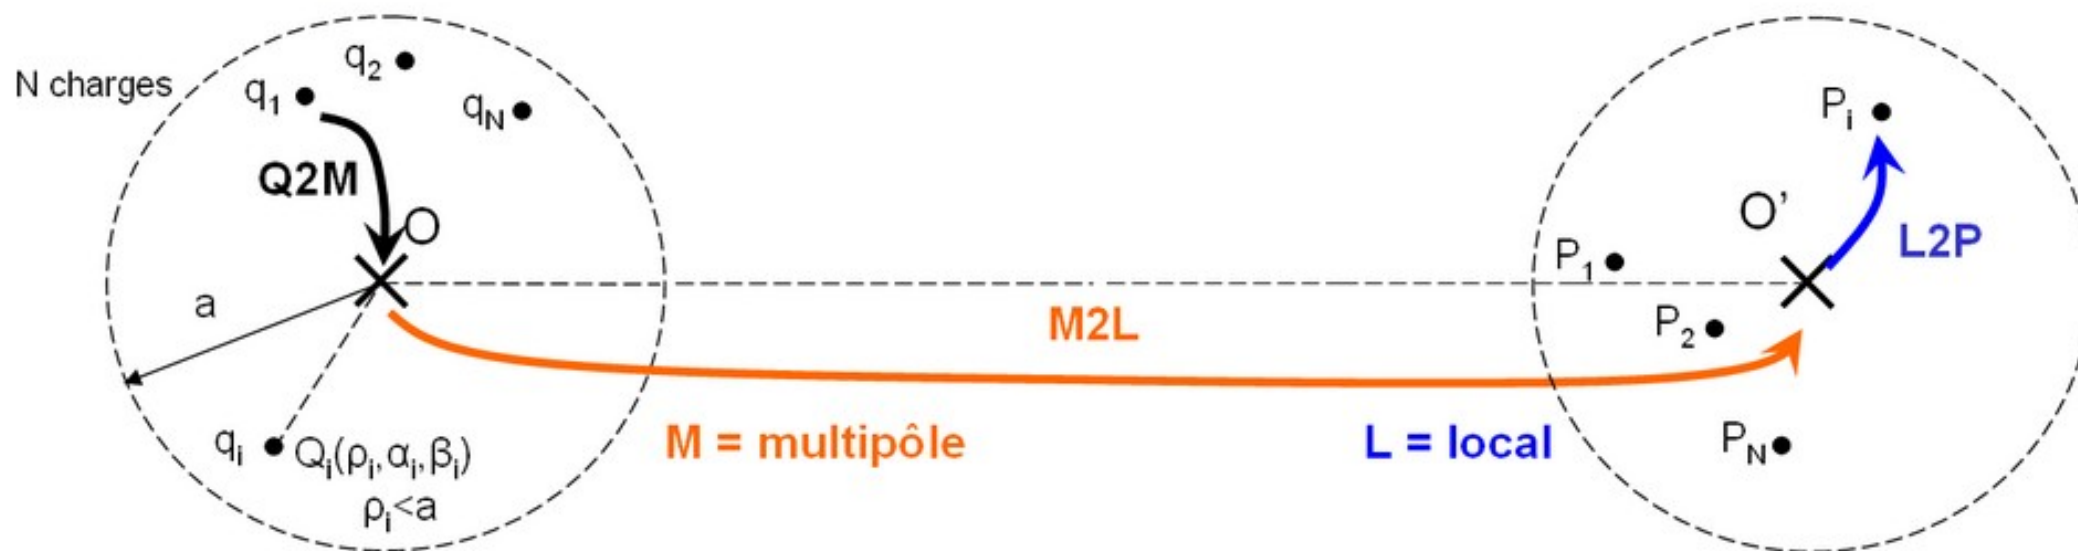 N charges
q1
q2
qN
Q2M
O
a
qi
Qi(ρi,αi,βi)
ρi<a
M2L
M = multipôle
L = local
Pi
O’
L2P
P1
P2
PN